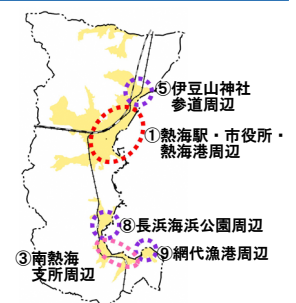 ⑤伊豆山神社
参道周辺
①熱海駅・市役所・
熱海港周辺
⑧長浜海浜公園周辺
⑨網代漁港周辺
③南熱海
支所周辺